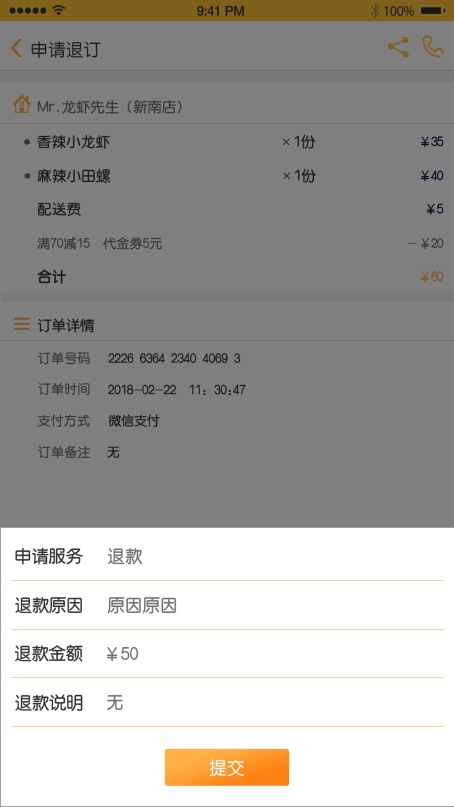 9:41 PM 100%
申请退订
Mr.龙虾先生（新南店）
香辣小龙虾 ×1份 ¥35
麻辣小田螺 ×1份 ¥40
配送费 ¥5
满70减15 代金券5元 -¥20
合计 ¥60
订单详情
订单号码 2226 6364 2340 4069 3
订单时间 2018-02-22 11：30:47
支付方式 微信支付
订单备注 无
申请服务 退款
退款原因 原因原因
退款金额 ¥50
退款说明 无
提交